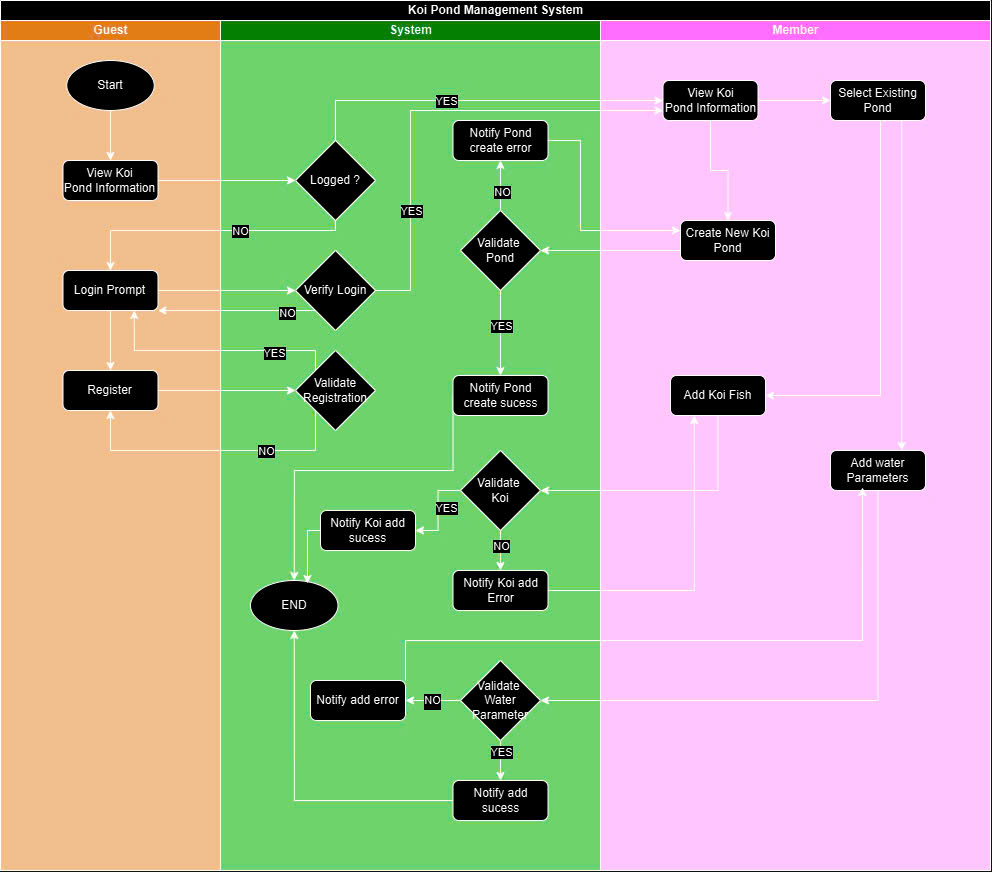 Koi Pond Management System
Guest
System
Member
Start
View Koi
Pond Information
Logged ?
YES
NO
Login Prompt
Verify Login
YES
NO
Register
Validate
Registration
YES
NO
Notify Pond
create error
NO
Validate
Pond
YES
Notify Pond
create sucess
View Koi
Pond Information
Select Existing
Pond
Create New Koi
Pond
Add Koi Fish
Add water
Parameters
Validate
Koi
YES
Notify Koi add
sucess
NO
Notify Koi add
Error
END
Notify add error
NO
Validate
Water
Parameter
YES
Notify add
sucess